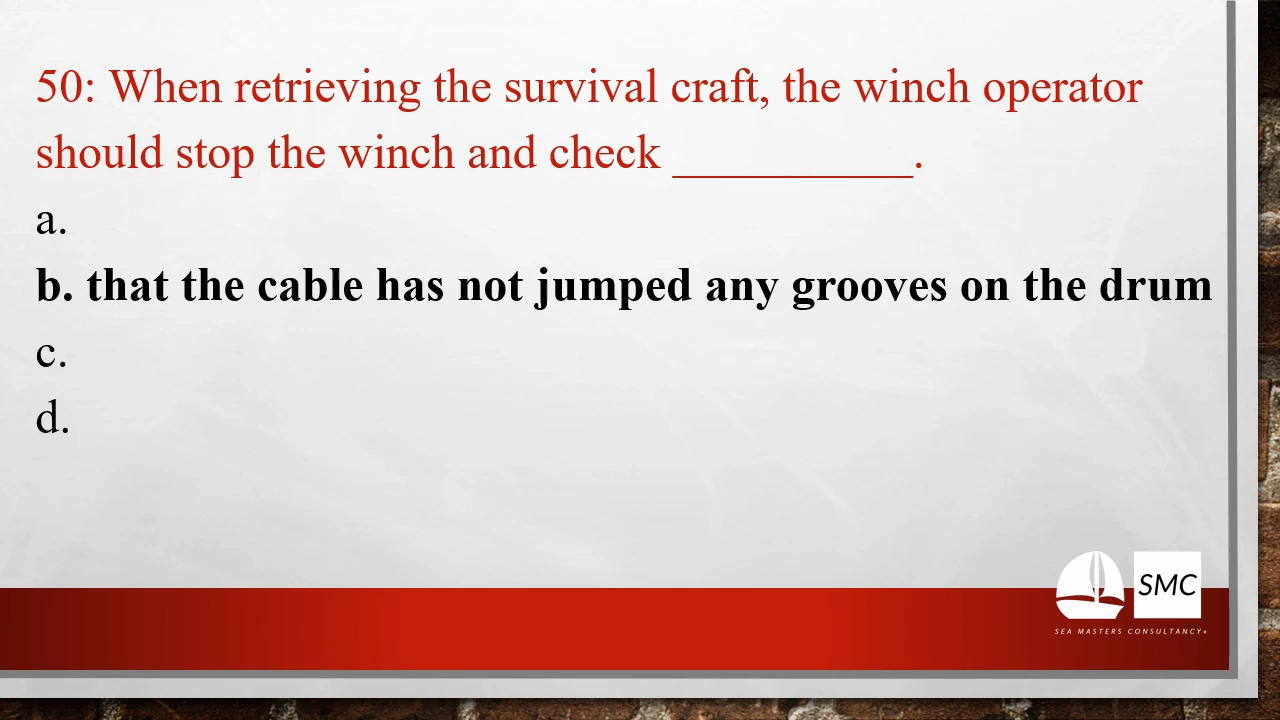 50: When retrieving the survival craft, the winch operator
should stop the winch and check __________.
a.
b. that the cable has not jumped any grooves on the drum
c.
d.
SMC
SEA MASTERS CONSULTANCY+